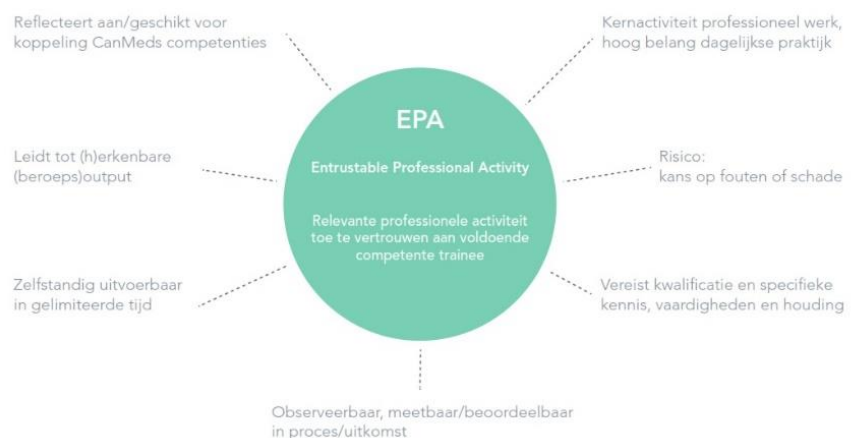 Reflecteert aan/geschikt voor
koppeling CanMeds competenties
Kernactiviteit professioneel werk,
hoog belang dagelijkse praktijk
EPA
Entrustable Professional Activity
Relevante professionele activiteit
toe te vertrouwen aan voldoende
competente trainee
Leidt tot (h)erkenbare
(beroeps)output
Risico:
kans op fouten of schade
Zelfstandig uitvoerbaar
in gelimiteerde tijd
Vereist kwalificatie en specifieke
kennis, vaardigheden en houding
Observeerbaar, meetbaar/beoordeelbaar
in proces/uitkomst